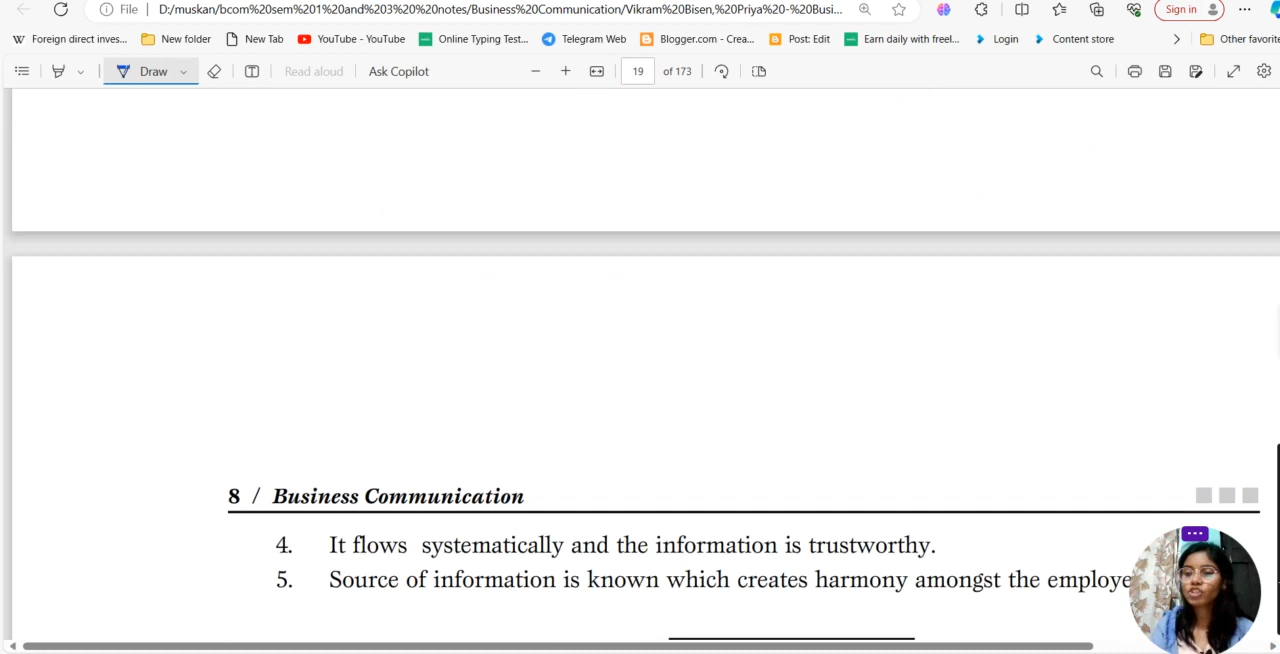 File D:/muskan/bcom%20sem%201%20and%203%20%20notes/Business%20Communication/Vikram%20Bisen,%20Priya%20-%20Busi... Sign in
Foreign direct inves... New folder New Tab YouTube - YouTube Online Typing Test... Telegram Web Blogger.com - Crea... Post: Edit Earn daily with freel... Login Content store Other favorite
Draw Read aloud Ask Copilot 19 of 173
8 / Business Communication
4. It flows systematically and the information is trustworthy.
5. Source of information is known which creates harmony amongst the employe